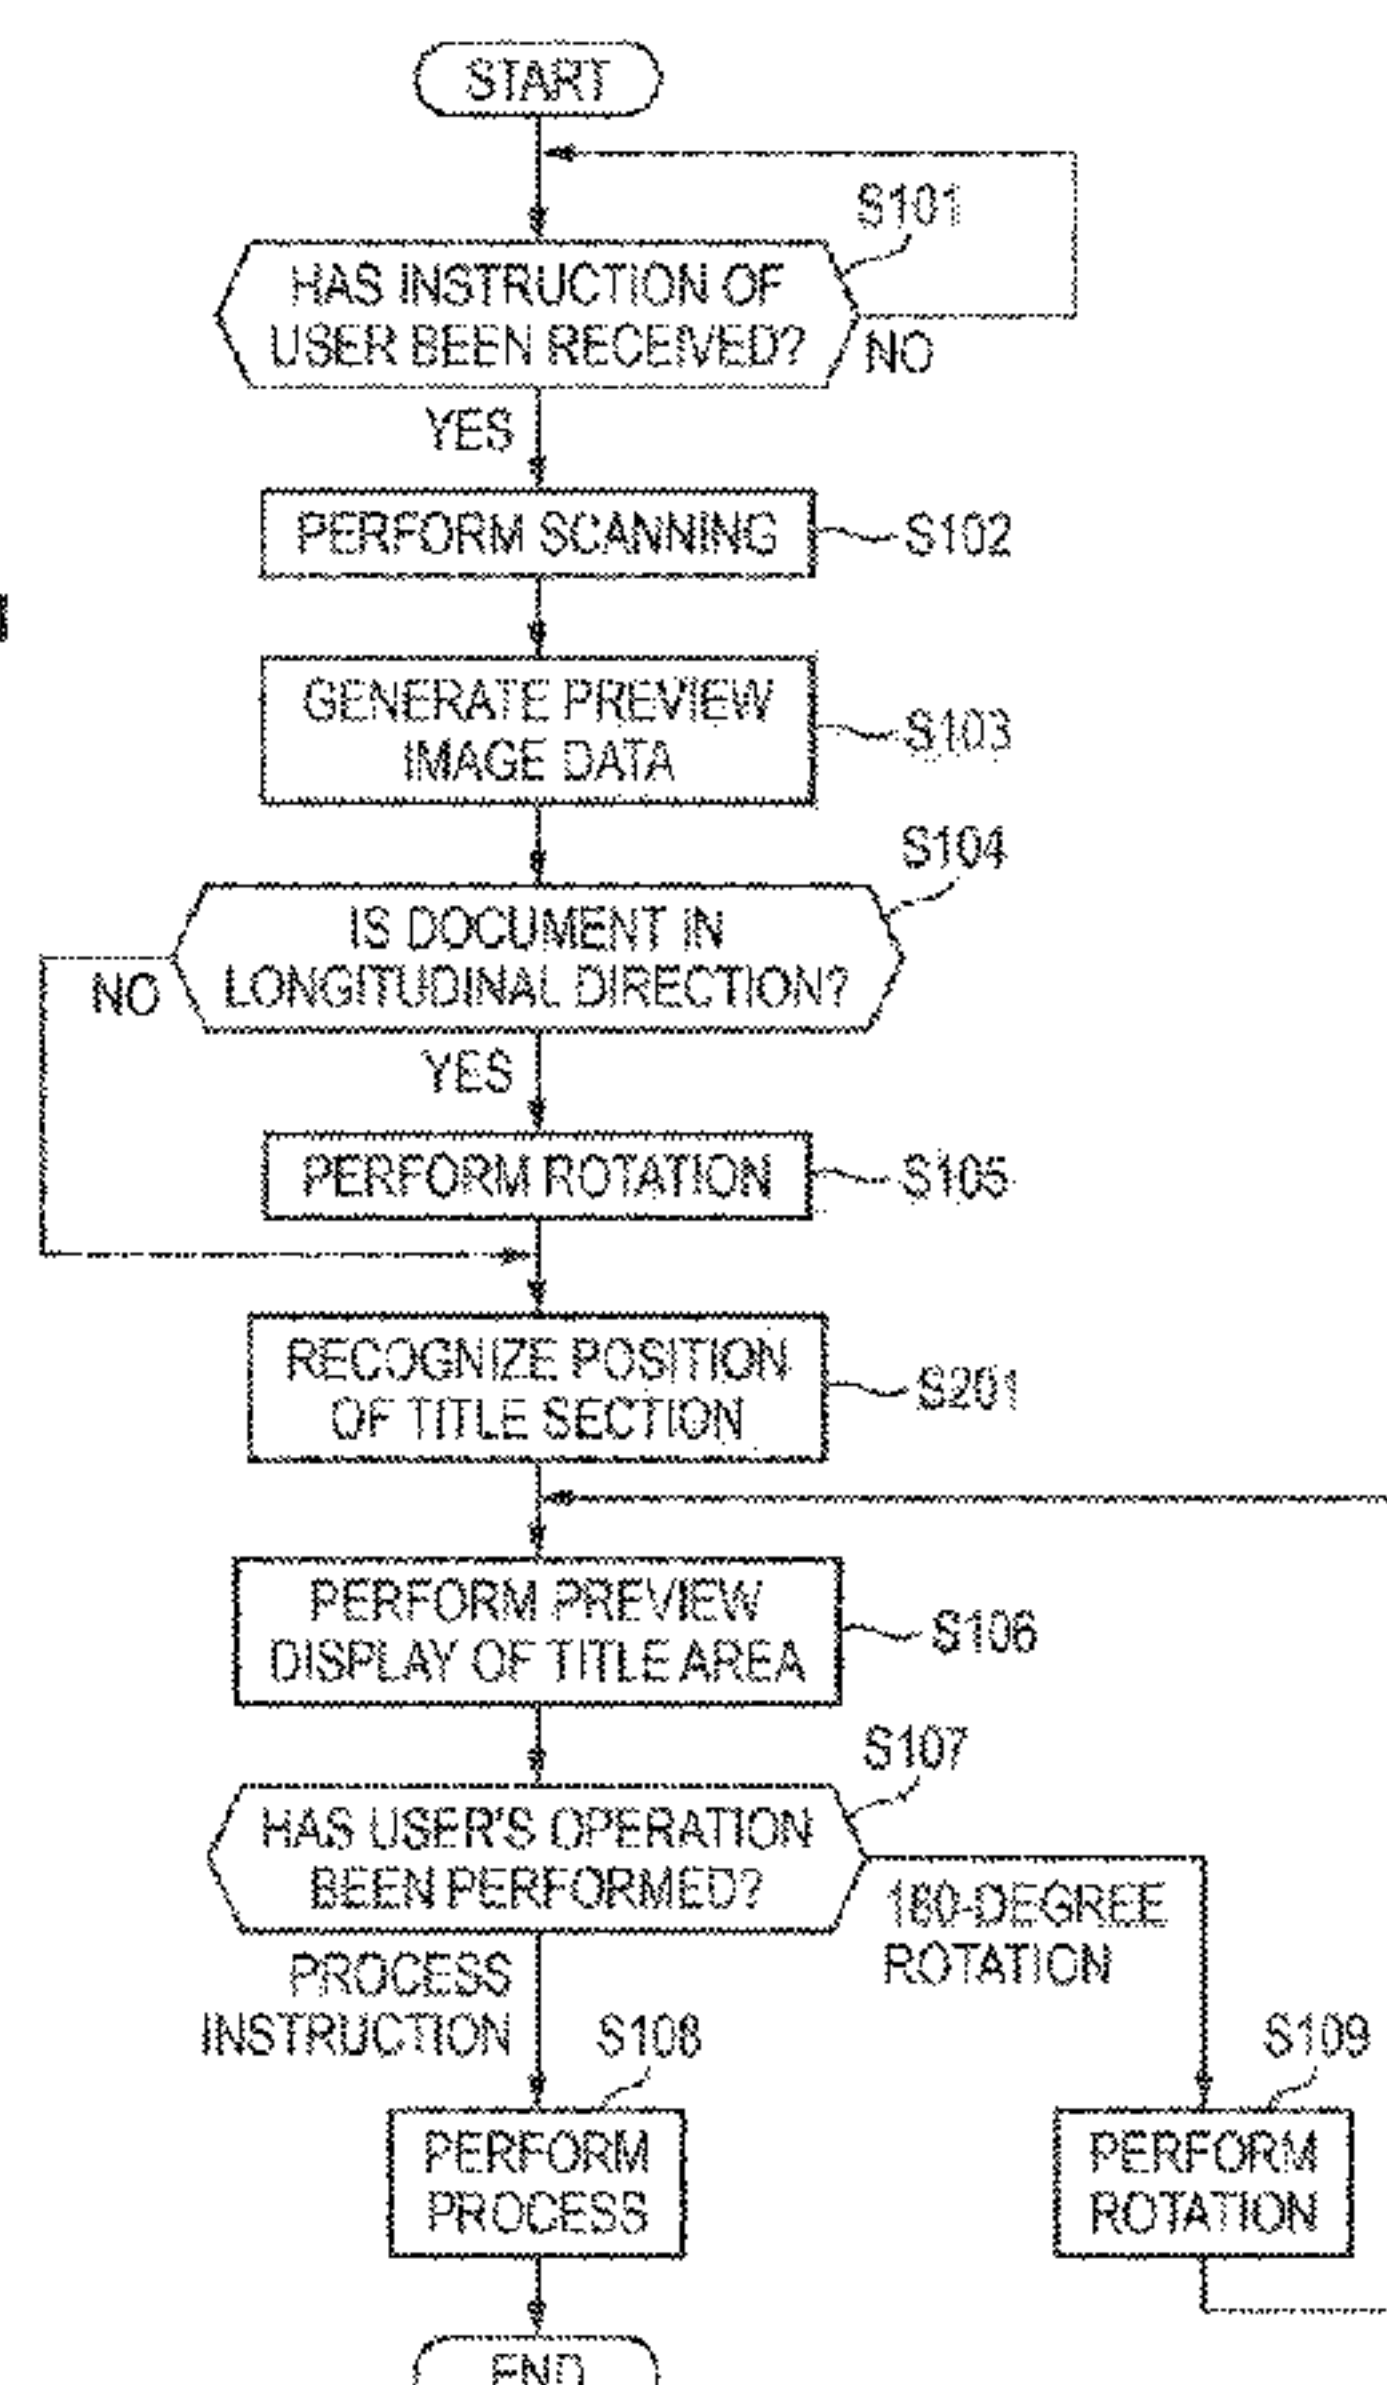 START
S101
HAS INSTRUCTION OF
USER BEEN RECEIVED?
NO
YES
PERFORM SCANNING
S102
GENERATE PREVIEW
IMAGE DATA
S103
S104
IS DOCUMENT IN
LONGITUDINAL DIRECTION?
NO
YES
PERFORM ROTATION
S105
RECOGNIZE POSITION
OF TITLE SECTION
S201
PERFORM PREVIEW
DISPLAY OF TITLE AREA
S106
S107
HAS USER'S OPERATION
BEEN PERFORMED?
180-DEGREE
ROTATION
PROCESS
INSTRUCTION
S108
S109
PERFORM
PROCESS
PERFORM
ROTATION
END